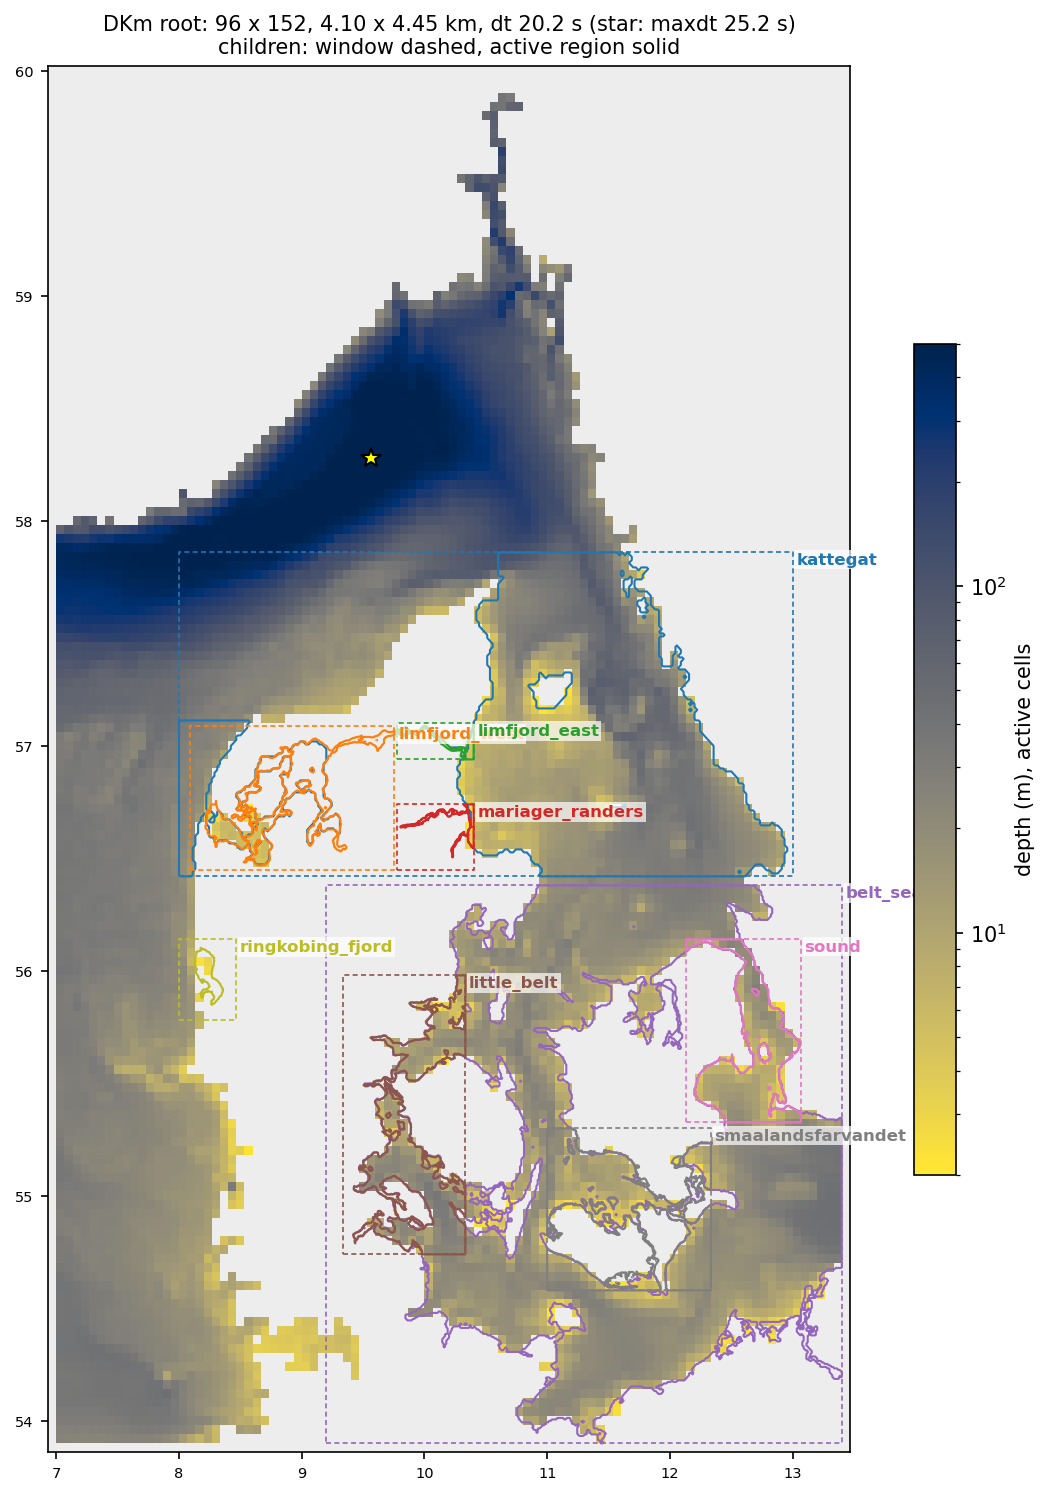 DKm root: 96 x 152, 4.10 x 4.45 km, dt 20.2 s (star: maxdt 25.2 s)
children: window dashed, active region solid
60
59
58
57
56
55
54
7 8 9 10 11 12 13
kattegat
limfjord_
limfjord_east
mariager_randers
belt_sea
ringkobing_fjord
sound
little_belt
smaalandsfarvandet
10²
10¹
depth (m), active cells